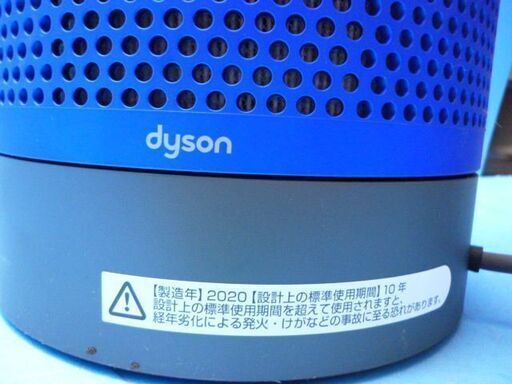 dyson
【製造年】2020【設計上の標準使用期間】10年
設計上の標準使用期間を超えて使用されますと、
経年劣化による発火・けがなどの事故に至る恐れがあります。